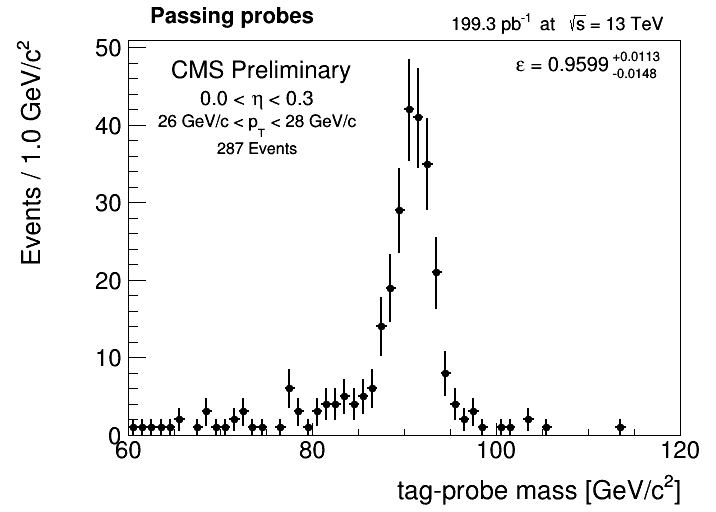 Passing probes
199.3 pb⁻¹ at √s = 13 TeV
CMS Preliminary
0.0 < η < 0.3
26 GeV/c < p_T < 28 GeV/c
287 Events
ε = 0.9599 +0.0113 -0.0148
Events / 1.0 GeV/c²
50
40
30
20
10
0
60 80 100 120
tag-probe mass [GeV/c²]